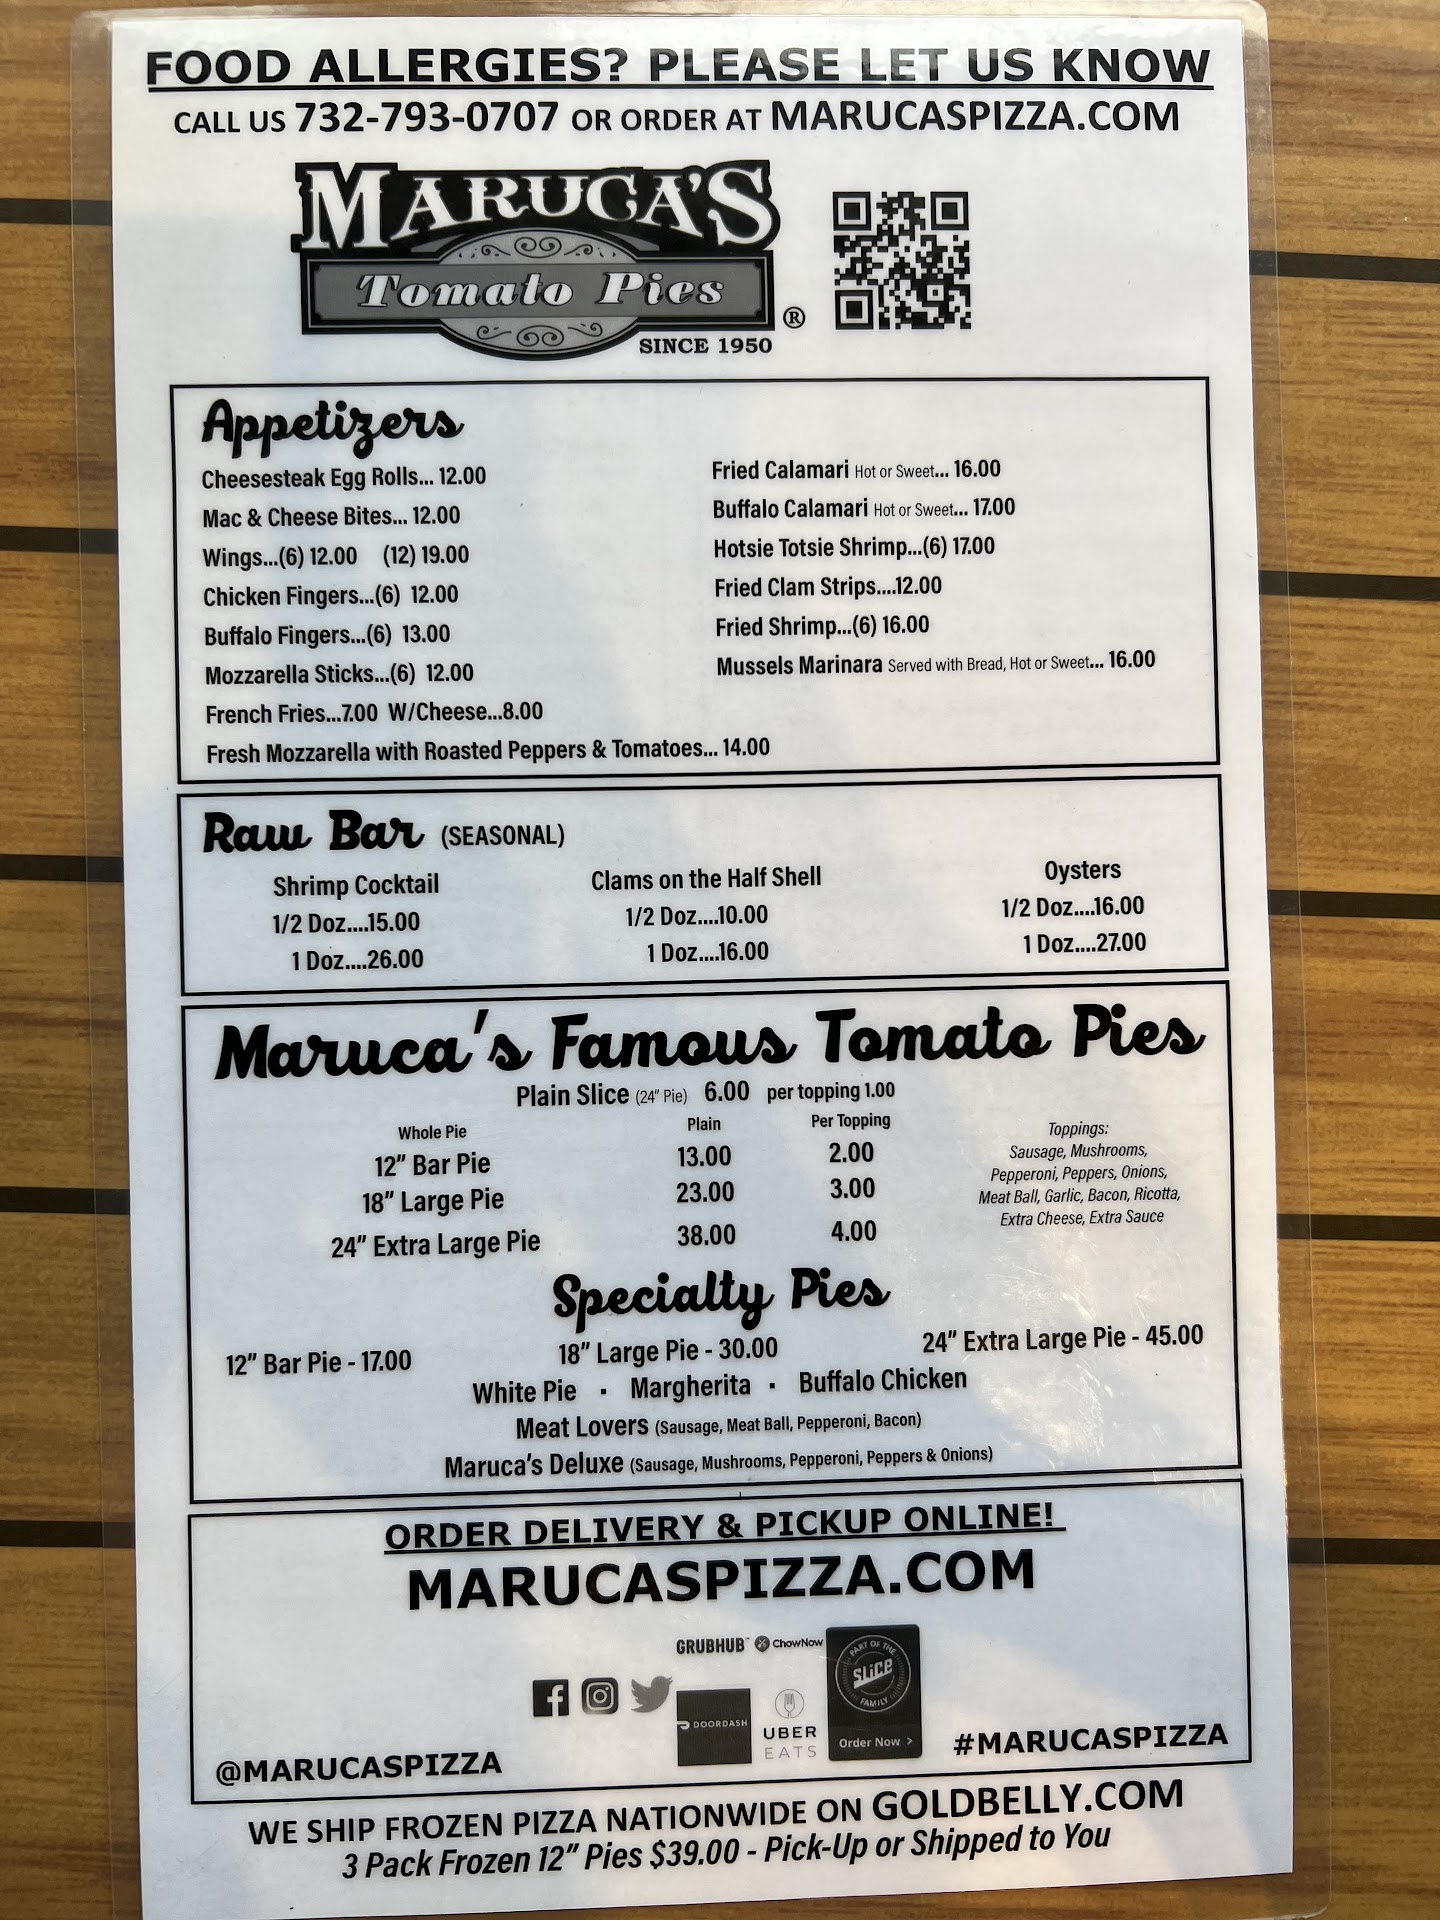 FOOD ALLERGIES? PLEASE LET US KNOW
CALL US 732-793-0707 OR ORDER AT MARUCASPIZZA.COM
MARUCA'S
Tomato Pies
®
SINCE 1950
Appetizers
Cheesesteak Egg Rolls... 12.00
Mac & Cheese Bites... 12.00
Wings...(6) 12.00 (12) 19.00
Chicken Fingers...(6) 12.00
Buffalo Fingers...(6) 13.00
Mozzarella Sticks...(6) 12.00
French Fries...7.00 W/Cheese...8.00
Fresh Mozzarella with Roasted Peppers & Tomatoes... 14.00
Fried Calamari Hot or Sweet... 16.00
Buffalo Calamari Hot or Sweet... 17.00
Hotsie Totsie Shrimp...(6) 17.00
Fried Clam Strips....12.00
Fried Shrimp...(6) 16.00
Mussels Marinara Served with Bread, Hot or Sweet... 16.00
Raw Bar (SEASONAL)
Shrimp Cocktail
1/2 Doz....15.00
1 Doz....26.00
Clams on the Half Shell
1/2 Doz....10.00
1 Doz....16.00
Oysters
1/2 Doz....16.00
1 Doz....27.00
Maruca's Famous Tomato Pies
Plain Slice (24" Pie) 6.00 per topping 1.00
Whole Pie Plain Per Topping
12" Bar Pie 13.00 2.00
18" Large Pie 23.00 3.00
24" Extra Large Pie 38.00 4.00
Toppings:
Sausage, Mushrooms,
Pepperoni, Peppers, Onions,
Meat Ball, Garlic, Bacon, Ricotta,
Extra Cheese, Extra Sauce
Specialty Pies
12" Bar Pie - 17.00 18" Large Pie - 30.00 24" Extra Large Pie - 45.00
White Pie · Margherita · Buffalo Chicken
Meat Lovers (Sausage, Meat Ball, Pepperoni, Bacon)
Maruca's Deluxe (Sausage, Mushrooms, Pepperoni, Peppers & Onions)
ORDER DELIVERY & PICKUP ONLINE!
MARUCASPIZZA.COM
GRUBHUB™ ChowNow
PART OF THE
SLICE
FAMILY
Order Now >
DOORDASH
UBER
EATS
@MARUCASPIZZA
#MARUCASPIZZA
WE SHIP FROZEN PIZZA NATIONWIDE ON GOLDBELLY.COM
3 Pack Frozen 12" Pies $39.00 - Pick-Up or Shipped to You